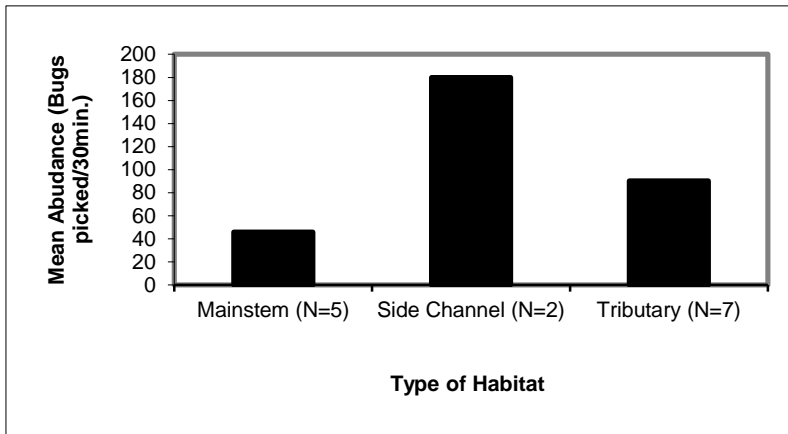 Mean Abudance (Bugs
picked/30min.)
200
180
160
140
120
100
80
60
40
20
0
Mainstem (N=5) Side Channel (N=2) Tributary (N=7)
Type of Habitat